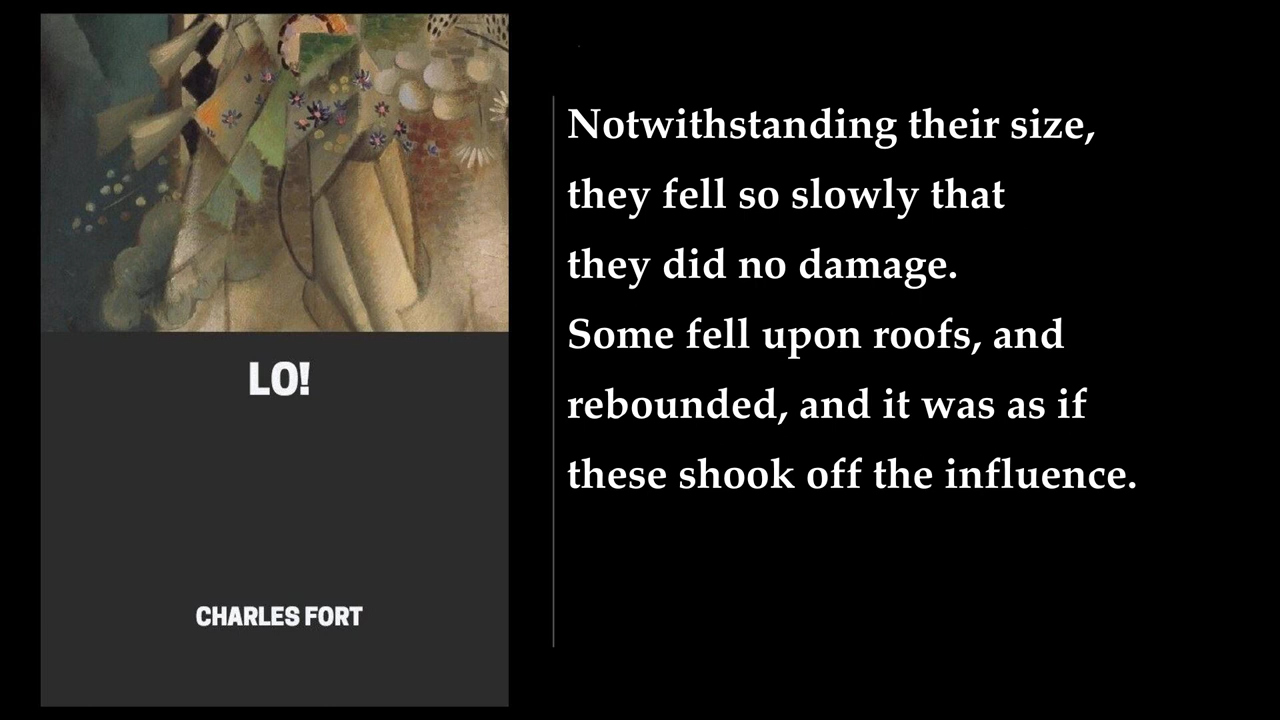 LO!
CHARLES FORT
Notwithstanding their size,
they fell so slowly that
they did no damage.
Some fell upon roofs, and
rebounded, and it was as if
these shook off the influence.